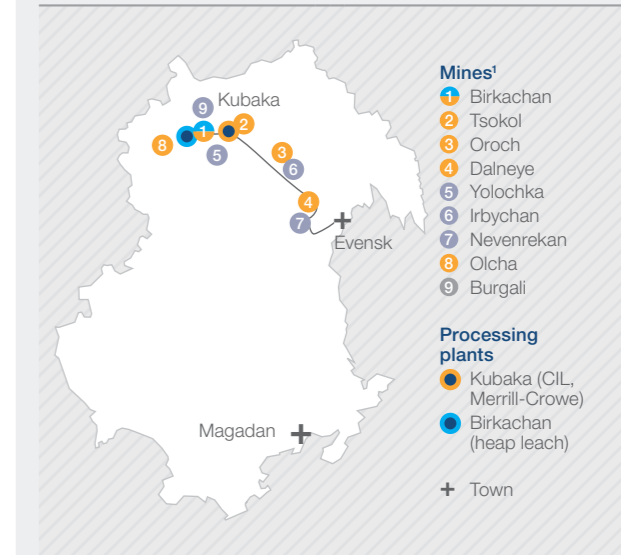 9 Kubaka
1 2
8 5 3
6
4
7
Evensk
Magadan
Mines¹
1 Birkachan
2 Tsokol
3 Oroch
4 Dalneye
5 Yolochka
6 Irbychan
7 Nevenrekan
8 Olcha
9 Burgali
Processing
plants
Kubaka (CIL,
Merrill-Crowe)
Birkachan
(heap leach)
Town